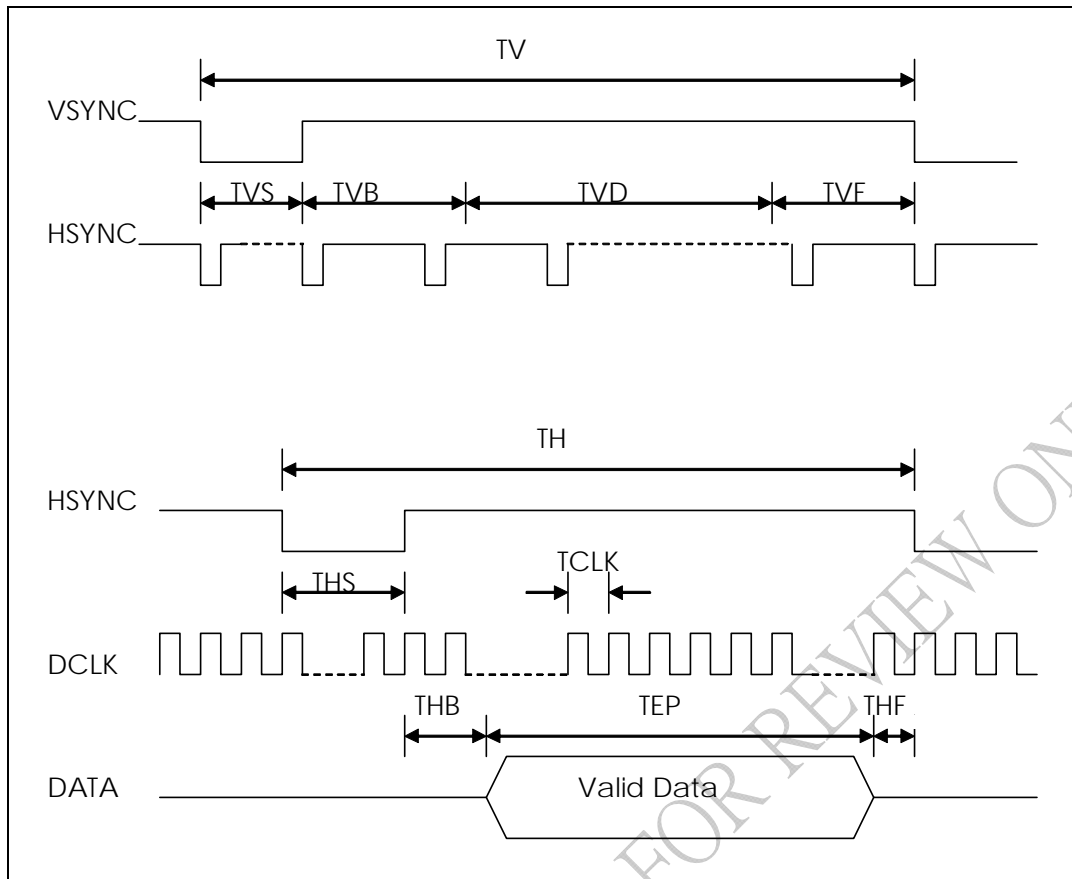 TV
VSYNC
TVS TVB TVD TVF
HSYNC
TH
HSYNC
TCLK
THS
DCLK
THB TEP THF
DATA Valid Data
FOR REVIEW ON